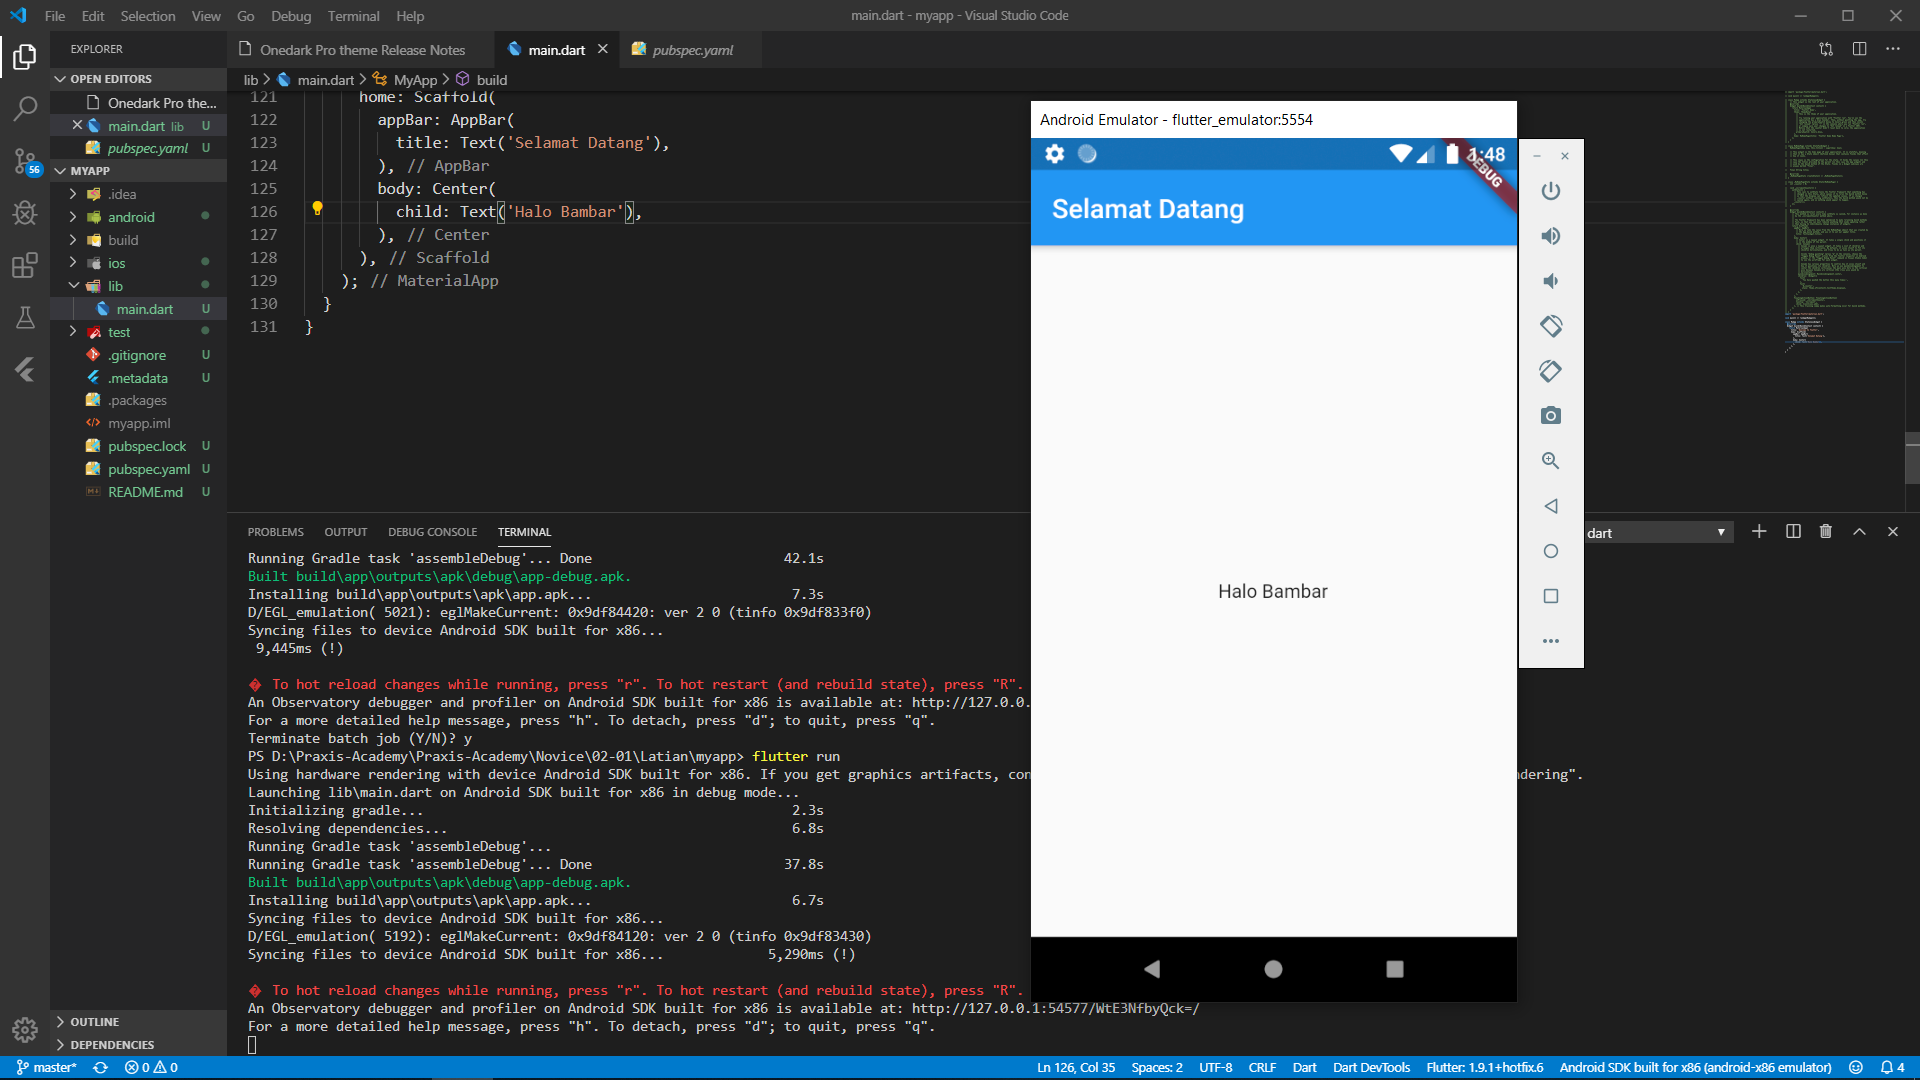 File Edit Selection View Go Debug Terminal Help
main.dart - myapp - Visual Studio Code
EXPLORER
OPEN EDITORS
Onedark Pro the...
main.dart lib U
pubspec.yaml U
MYAPP
.idea
android
build
ios
lib
main.dart U
test
.gitignore U
.metadata U
.packages
myapp.iml
pubspec.lock U
pubspec.yaml U
README.md U
OUTLINE
DEPENDENCIES
56
Onedark Pro theme Release Notes
main.dart
pubspec.yaml
lib > main.dart > MyApp > build
121 home: Scaffold(
122 appBar: AppBar(
123 title: Text('Selamat Datang'),
124 ), // AppBar
125 body: Center(
126 child: Text('Halo Bambar'),
127 ), // Center
128 ), // Scaffold
129 ); // MaterialApp
130 }
131 }
PROBLEMS OUTPUT DEBUG CONSOLE TERMINAL
dart
Running Gradle task 'assembleDebug'... Done 42.1s
Built build\app\outputs\apk\debug\app-debug.apk.
Installing build\app\outputs\apk\app.apk... 7.3s
D/EGL_emulation( 5021): eglMakeCurrent: 0x9df84420: ver 2 0 (tinfo 0x9df833f0)
Syncing files to device Android SDK built for x86...
9,445ms (!)
� To hot reload changes while running, press "r". To hot restart (and rebuild state), press "R".
An Observatory debugger and profiler on Android SDK built for x86 is available at: http://127.0.0.
For a more detailed help message, press "h". To detach, press "d"; to quit, press "q".
Terminate batch job (Y/N)? y
PS D:\Praxis-Academy\Praxis-Academy\Novice\02-01\Latian\myapp> flutter run
Using hardware rendering with device Android SDK built for x86. If you get graphics artifacts, con ndering".
Launching lib\main.dart on Android SDK built for x86 in debug mode...
Initializing gradle... 2.3s
Resolving dependencies... 6.8s
Running Gradle task 'assembleDebug'...
Running Gradle task 'assembleDebug'... Done 37.8s
Built build\app\outputs\apk\debug\app-debug.apk.
Installing build\app\outputs\apk\app.apk... 6.7s
Syncing files to device Android SDK built for x86...
D/EGL_emulation( 5192): eglMakeCurrent: 0x9df84120: ver 2 0 (tinfo 0x9df83430)
Syncing files to device Android SDK built for x86... 5,290ms (!)
� To hot reload changes while running, press "r". To hot restart (and rebuild state), press "R".
An Observatory debugger and profiler on Android SDK built for x86 is available at: http://127.0.0.1:54577/WtE3NfbyQck=/
For a more detailed help message, press "h". To detach, press "d"; to quit, press "q".
Android Emulator - flutter_emulator:5554
1:48
DEBUG
Selamat Datang
Halo Bambar
master* 0 0
Ln 126, Col 35 Spaces: 2 UTF-8 CRLF Dart Dart DevTools Flutter: 1.9.1+hotfix.6 Android SDK built for x86 (android-x86 emulator) 4